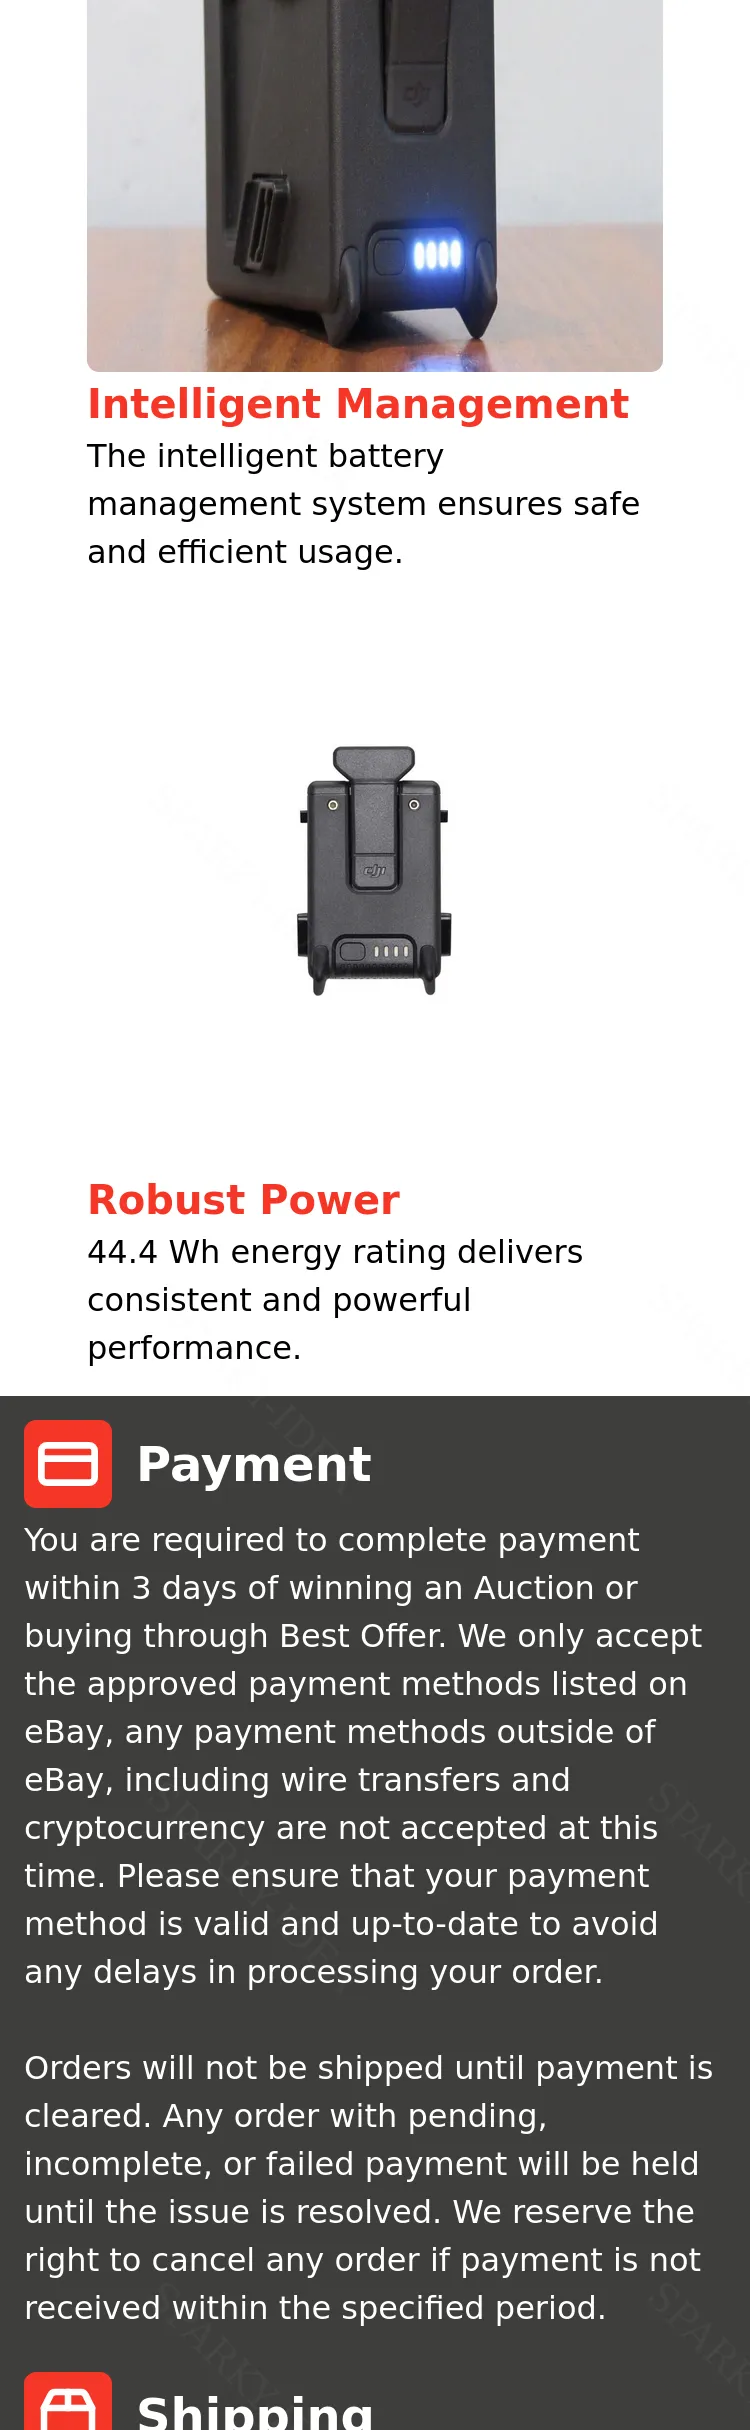 dji
Intelligent Management
The intelligent battery
management system ensures safe
and efficient usage.
dji
Robust Power
44.4 Wh energy rating delivers
consistent and powerful
performance.
Payment
You are required to complete payment
within 3 days of winning an Auction or
buying through Best Offer. We only accept
the approved payment methods listed on
eBay, any payment methods outside of
eBay, including wire transfers and
cryptocurrency are not accepted at this
time. Please ensure that your payment
method is valid and up-to-date to avoid
any delays in processing your order.
Orders will not be shipped until payment is
cleared. Any order with pending,
incomplete, or failed payment will be held
until the issue is resolved. We reserve the
right to cancel any order if payment is not
received within the specified period.
Shipping